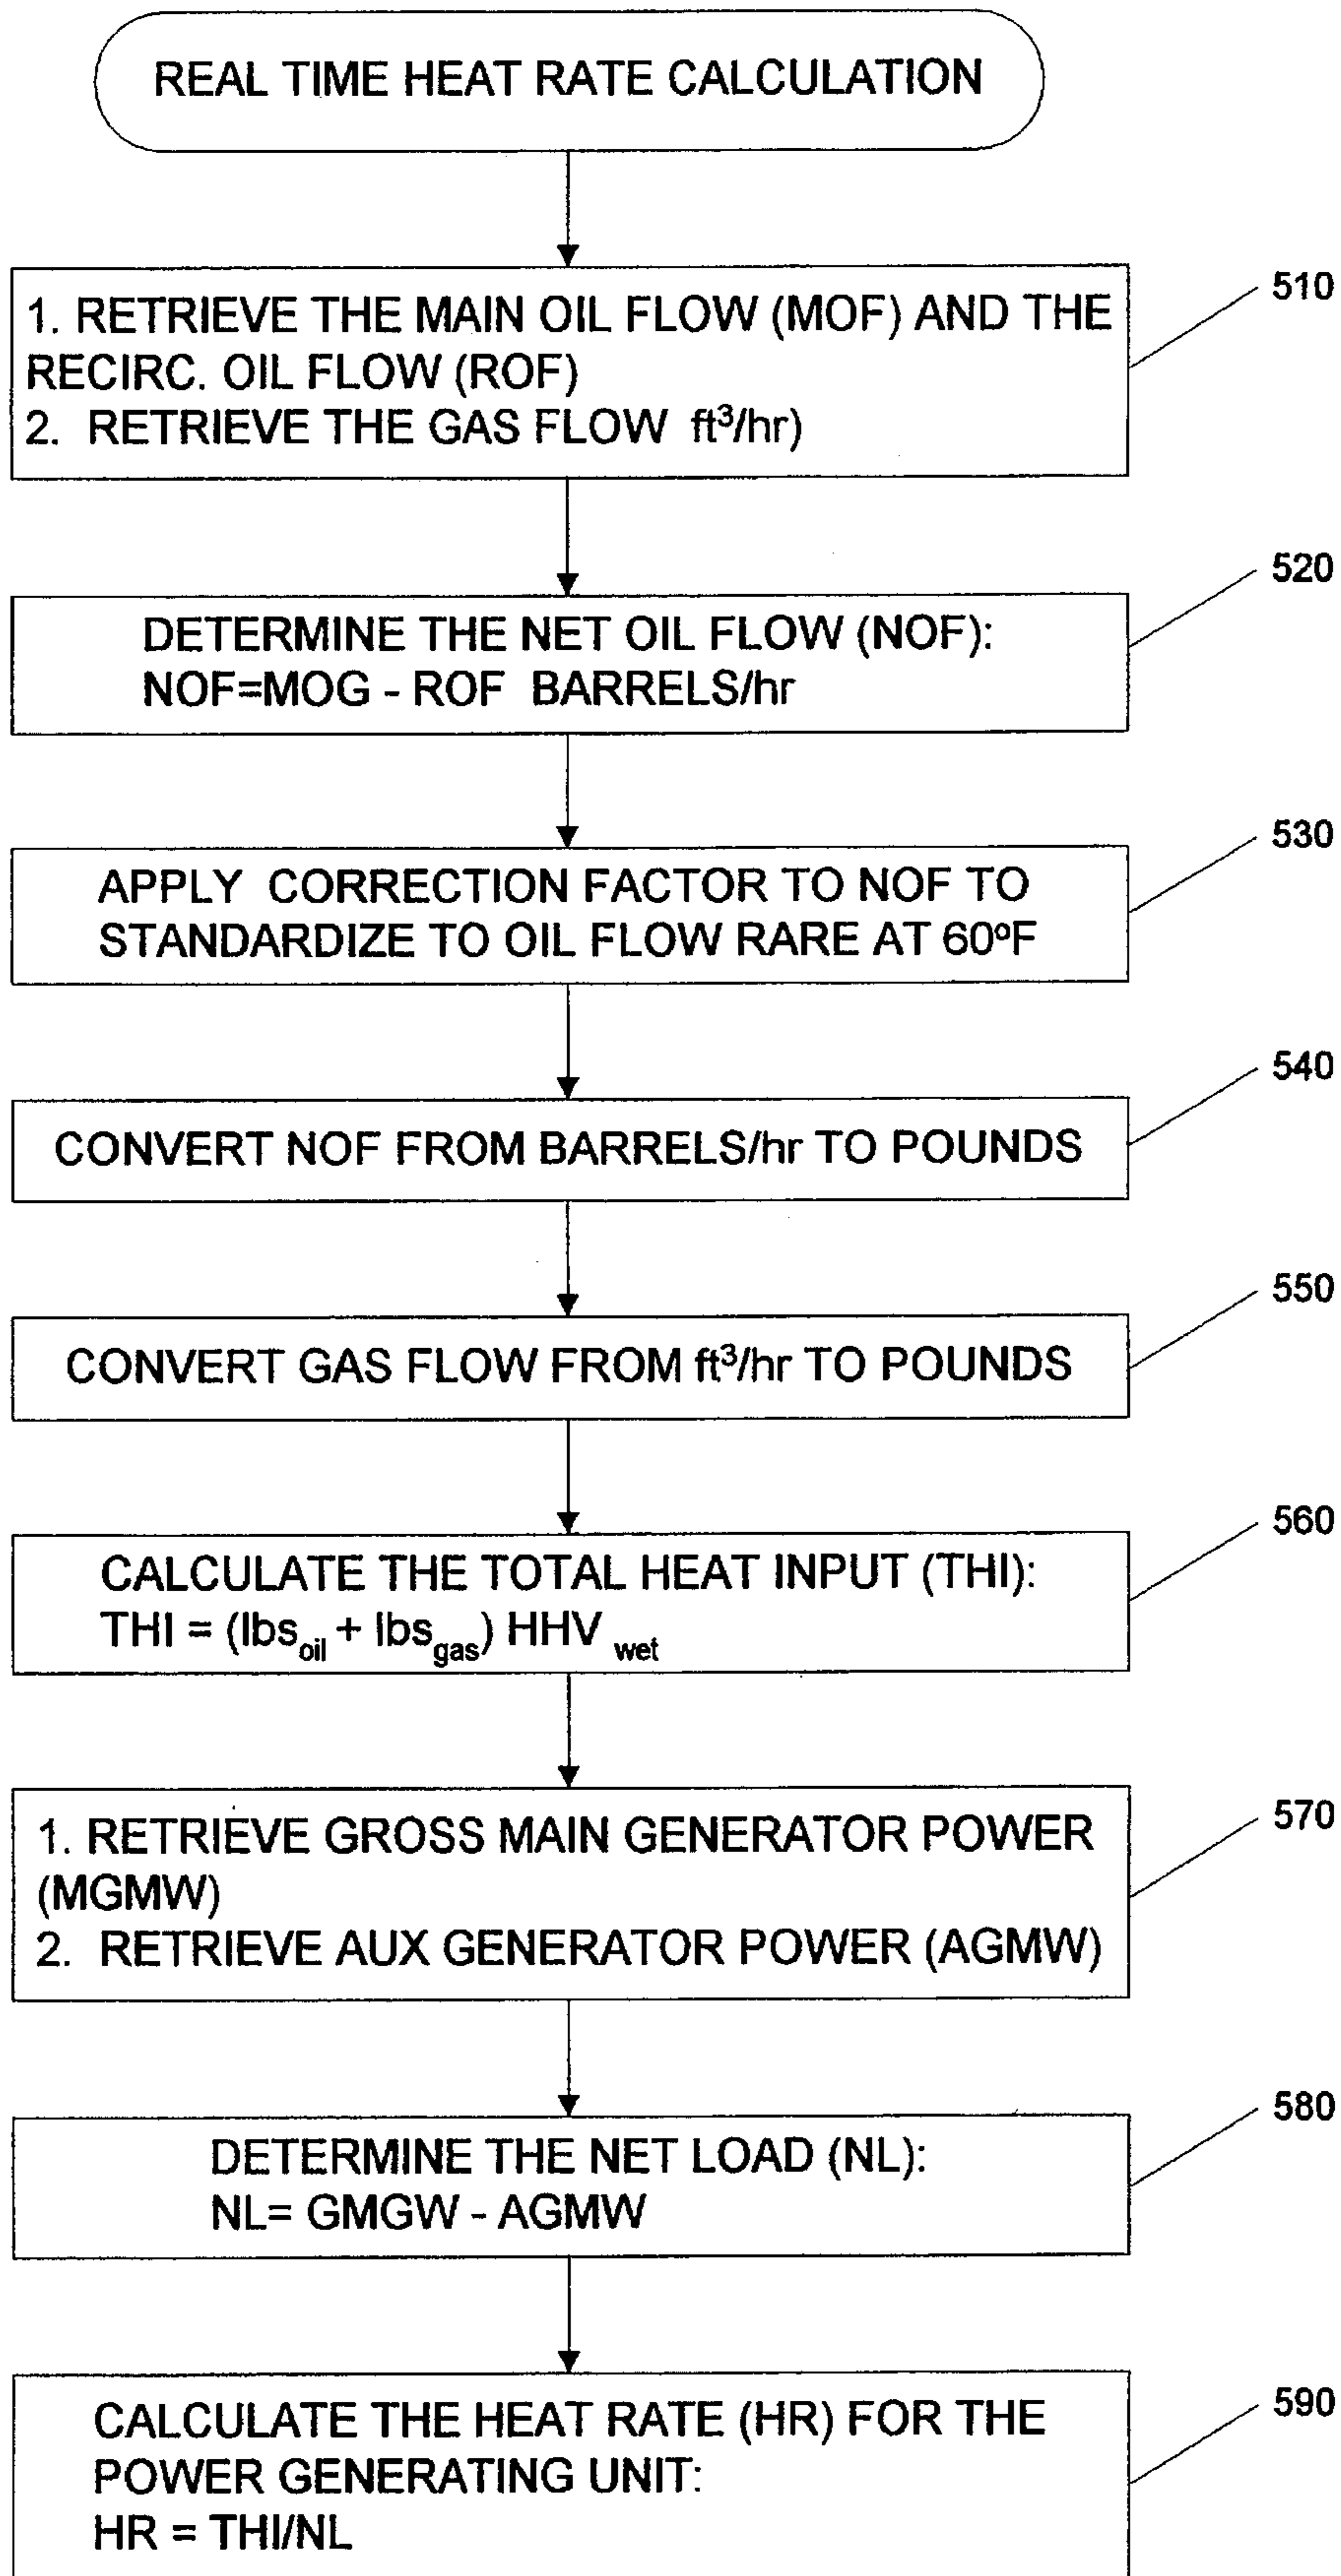 REAL TIME HEAT RATE CALCULATION
510
1. RETRIEVE THE MAIN OIL FLOW (MOF) AND THE
RECIRC. OIL FLOW (ROF)
2. RETRIEVE THE GAS FLOW ft³/hr)
520
DETERMINE THE NET OIL FLOW (NOF):
NOF=MOG - ROF BARRELS/hr
530
APPLY CORRECTION FACTOR TO NOF TO
STANDARDIZE TO OIL FLOW RARE AT 60ºF
540
CONVERT NOF FROM BARRELS/hr TO POUNDS
550
CONVERT GAS FLOW FROM ft³/hr TO POUNDS
560
CALCULATE THE TOTAL HEAT INPUT (THI):
THI = (lbs oil + lbs gas) HHV wet
570
1. RETRIEVE GROSS MAIN GENERATOR POWER
(MGMW)
2. RETRIEVE AUX GENERATOR POWER (AGMW)
580
DETERMINE THE NET LOAD (NL):
NL= GMGW - AGMW
590
CALCULATE THE HEAT RATE (HR) FOR THE
POWER GENERATING UNIT:
HR = THI/NL